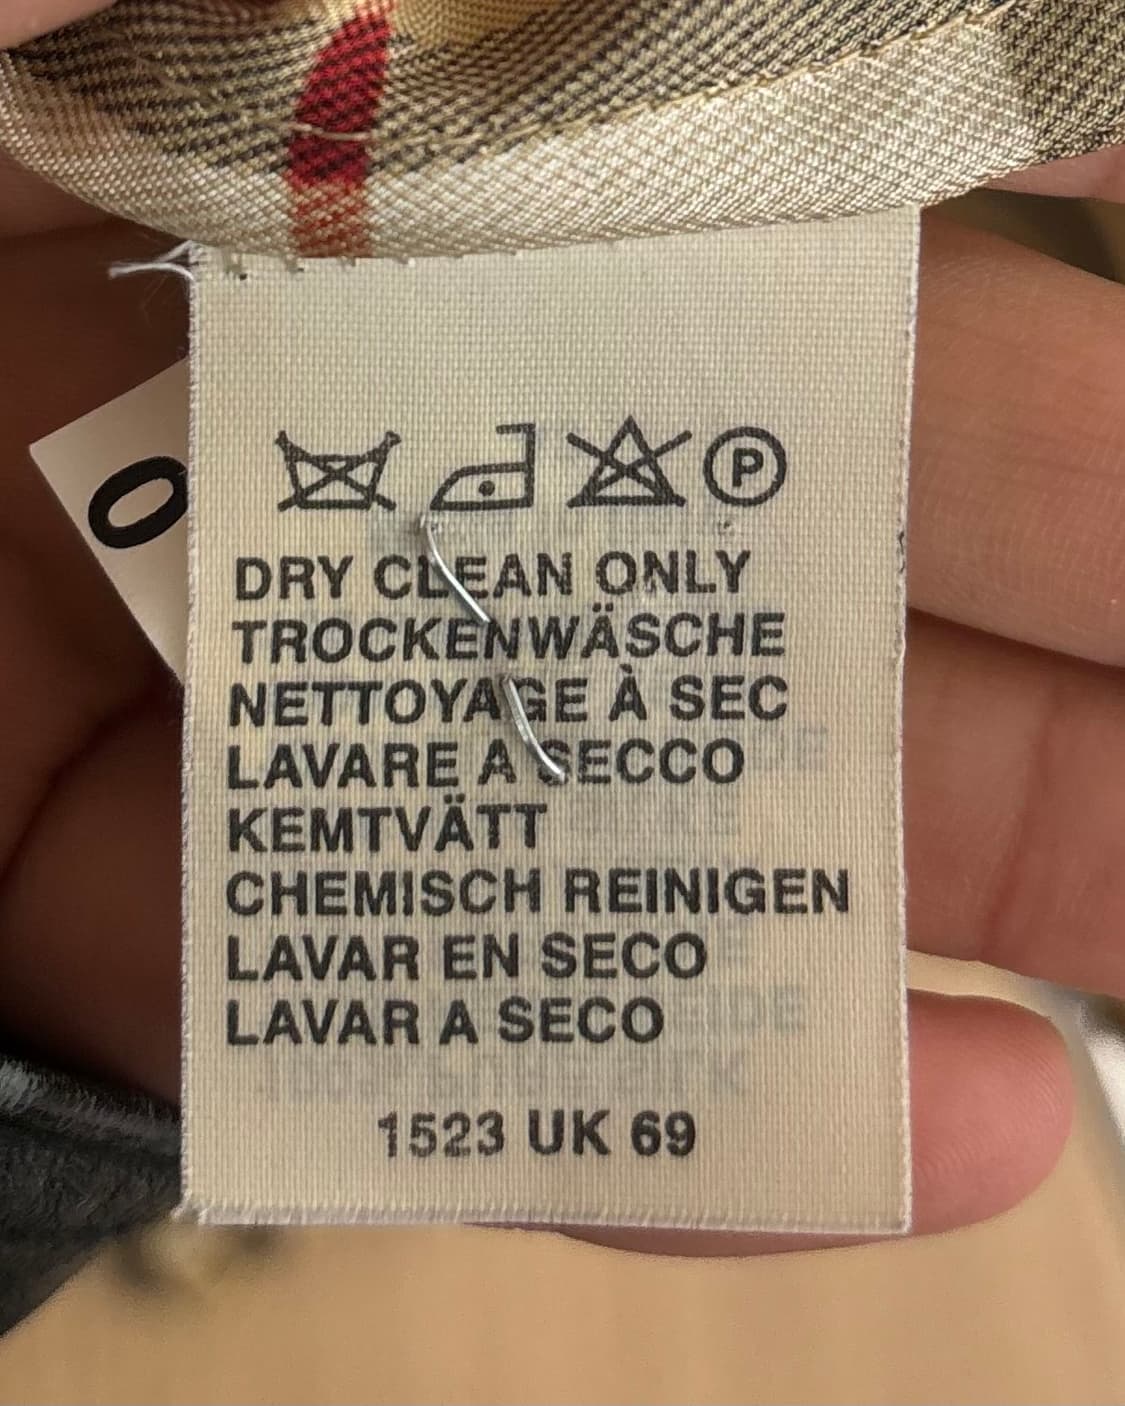 P
DRY CLEAN ONLY
TROCKENWÄSCHE
NETTOYAGE À SEC
LAVARE A SECCO
KEMTVÄTT
CHEMISCH REINIGEN
LAVAR EN SECO
LAVAR A SECO
1523 UK 69
0